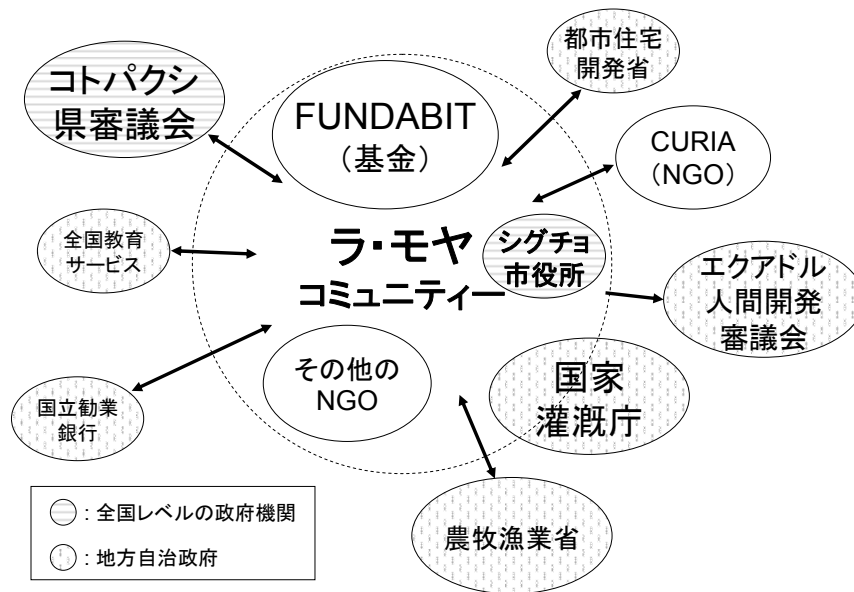 都市住宅
開発省
コトパクシ
県審議会
FUNDABIT
（基金）
CURIA
（NGO）
全国教育
サービス
ラ・モヤ
コミュニティー
シグチョ
市役所
エクアドル
人間開発
審議会
その他の
NGO
国家
灌漑庁
国立勧業
銀行
農牧漁業省
：全国レベルの政府機関
：地方自治政府